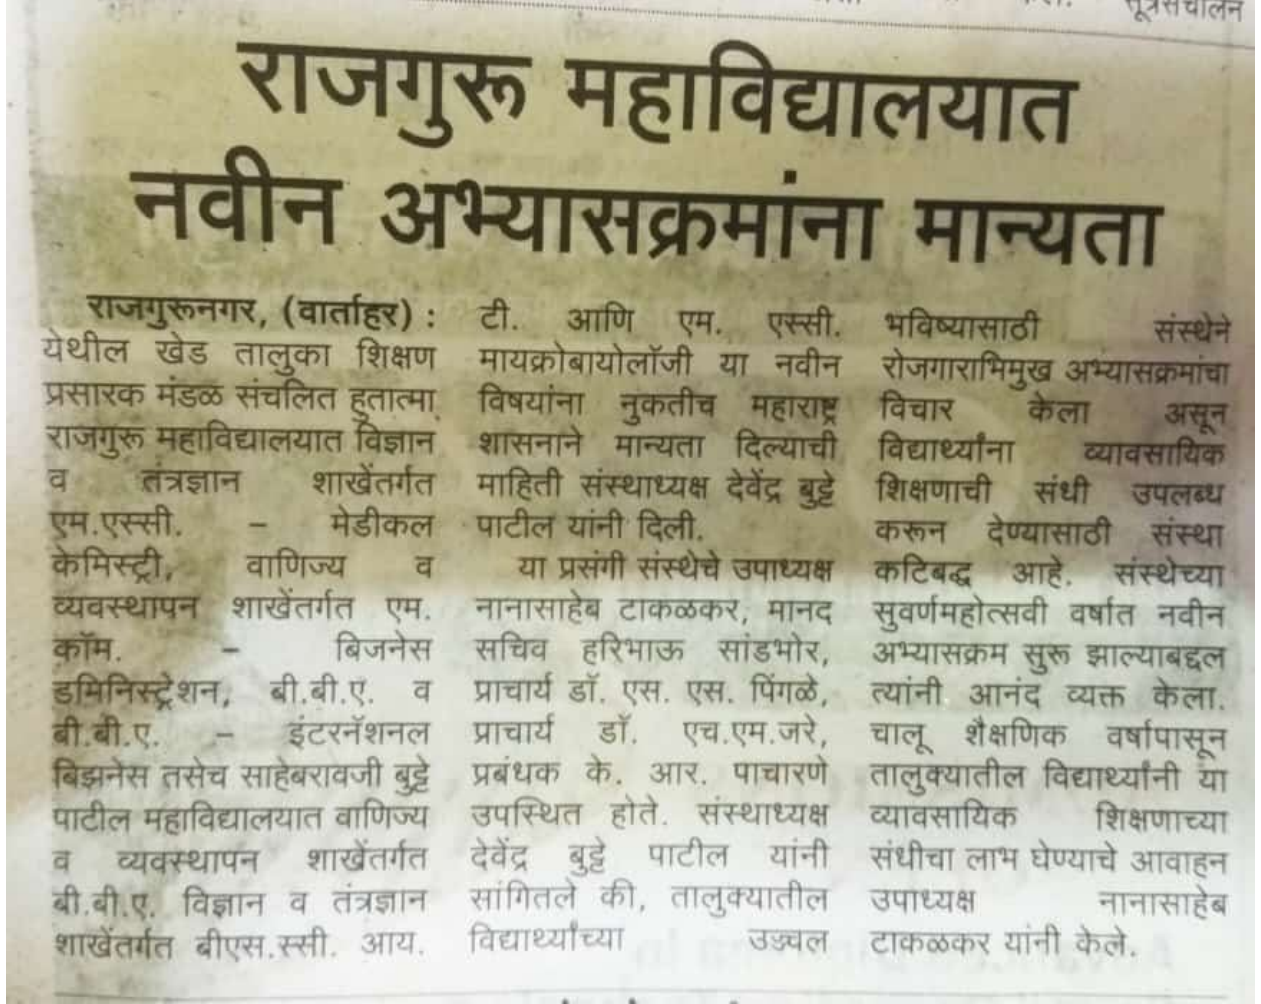 सूत्रसंचालन
राजगुरू महाविद्यालयात
नवीन अभ्यासक्रमांना मान्यता
राजगुरूनगर, (वार्ताहर) :
येथील खेड तालुका शिक्षण
प्रसारक मंडळ संचलित हुतात्मा
राजगुरू महाविद्यालयात विज्ञान
व तंत्रज्ञान शाखेंतर्गत
एम.एस्सी. – मेडीकल
केमिस्ट्री, वाणिज्य व
व्यवस्थापन शाखेंतर्गत एम.
कॉम. – बिजनेस
डमिनिस्ट्रेशन, बी.बी.ए. व
बी.बी.ए. – इंटरनॅशनल
बिझनेस तसेच साहेबरावजी बुट्टे
पाटील महाविद्यालयात वाणिज्य
व व्यवस्थापन शाखेंतर्गत
बी.बी.ए. विज्ञान व तंत्रज्ञान
शाखेंतर्गत बीएस.स्सी. आय.
टी. आणि एम. एस्सी.
मायक्रोबायोलॉजी या नवीन
विषयांना नुकतीच महाराष्ट्र
शासनाने मान्यता दिल्याची
माहिती संस्थाध्यक्ष देवेंद्र बुट्टे
पाटील यांनी दिली.
या प्रसंगी संस्थेचे उपाध्यक्ष
नानासाहेब टाकळकर, मानद
सचिव हरिभाऊ सांडभोर,
प्राचार्य डॉ. एस. एस. पिंगळे,
प्राचार्य डॉ. एच.एम.जरे,
प्रबंधक के. आर. पाचारणे
उपस्थित होते. संस्थाध्यक्ष
देवेंद्र बुट्टे पाटील यांनी
सांगितले की, तालुक्यातील
विद्यार्थ्यांच्या उज्वल
भविष्यासाठी संस्थेने
रोजगाराभिमुख अभ्यासक्रमांचा
विचार केला असून
विद्यार्थ्यांना व्यावसायिक
शिक्षणाची संधी उपलब्ध
करून देण्यासाठी संस्था
कटिबद्ध आहे. संस्थेच्या
सुवर्णमहोत्सवी वर्षात नवीन
अभ्यासक्रम सुरू झाल्याबद्दल
त्यांनी आनंद व्यक्त केला.
चालू शैक्षणिक वर्षापासून
तालुक्यातील विद्यार्थ्यांनी या
व्यावसायिक शिक्षणाच्या
संधीचा लाभ घेण्याचे आवाहन
उपाध्यक्ष नानासाहेब
टाकळकर यांनी केले.